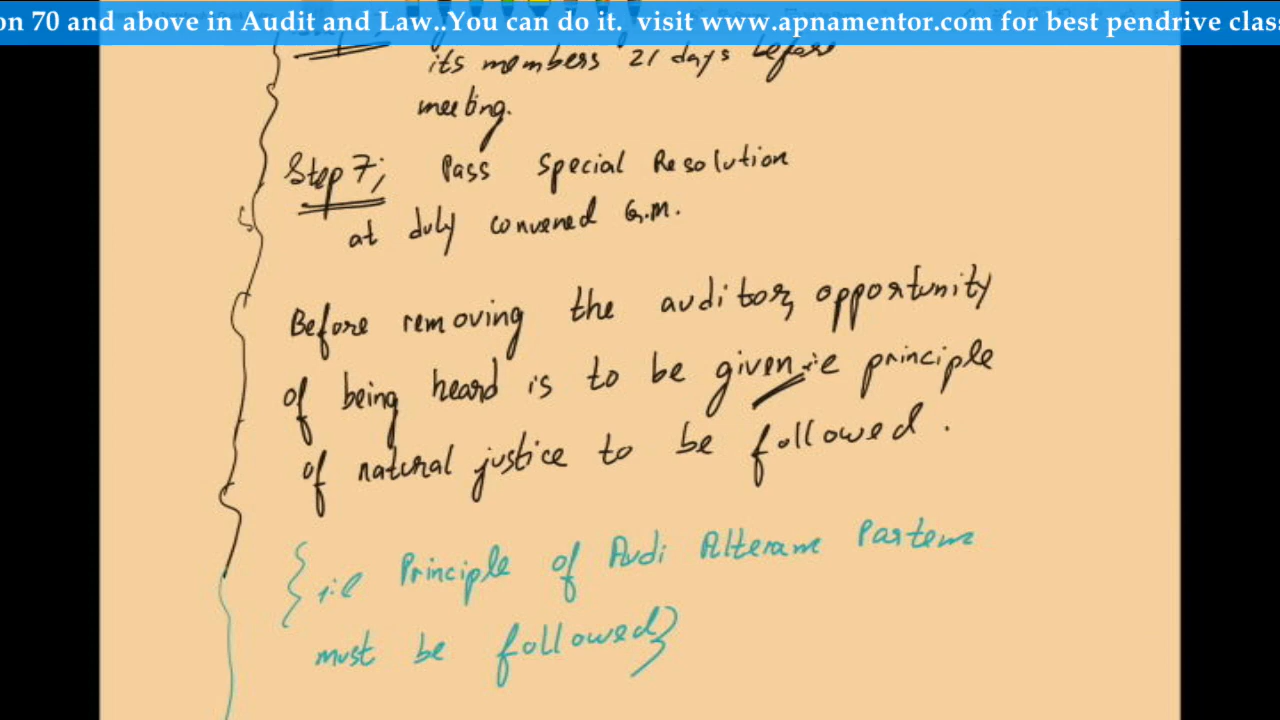 on 70 and above in Audit and Law. You can do it, visit www.apnamentor.com for best pendrive clas
its members 21 days before
meeting.
Step 7; Pass Special Resolution
at duly convened G.M.
Before removing the auditor, opportunity
of being heard is to be given i.e principle
of natural justice to be followed.
{ i.e Principle of Audi Alteram Partem
must be followed}